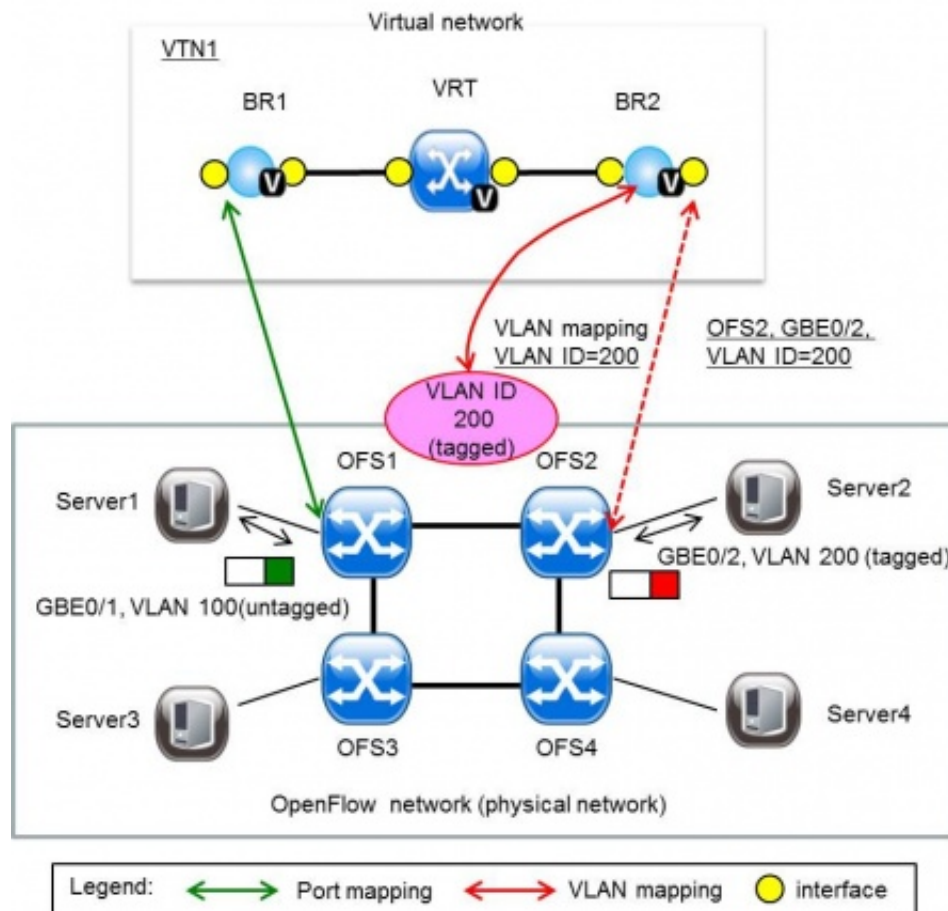 Virtual network
VTN1
BR1
VRT
BR2
V
V
V
VLAN mapping
VLAN ID=200
OFS2, GBE0/2,
VLAN ID=200
VLAN ID
200
(tagged)
OFS1
OFS2
Server1
Server2
GBE0/2, VLAN 200 (tagged)
GBE0/1, VLAN 100(untagged)
Server3
Server4
OFS3
OFS4
OpenFlow network (physical network)
Legend: Port mapping VLAN mapping interface